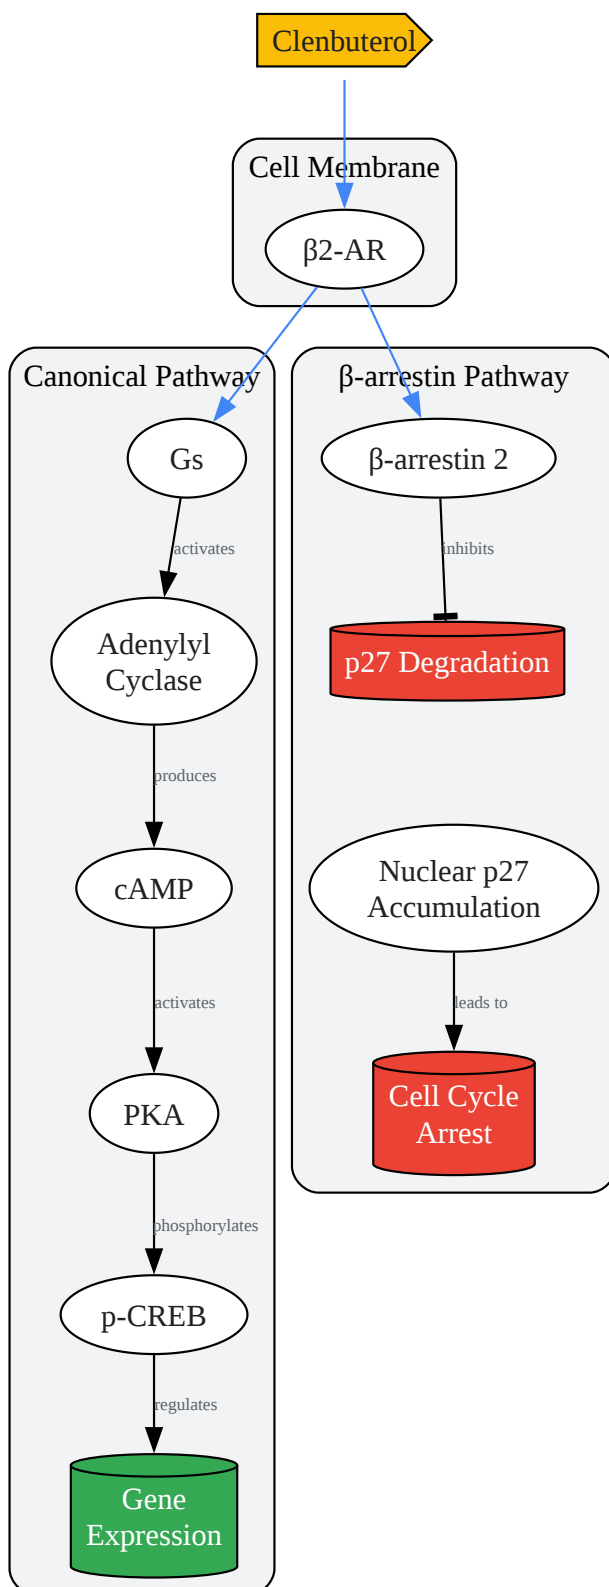 Clenbuterol
Cell Membrane
β2-AR
Canonical Pathway
Gs
activates
Adenylyl
Cyclase
produces
cAMP
activates
PKA
phosphorylates
p-CREB
regulates
Gene
Expression
β-arrestin Pathway
β-arrestin 2
inhibits
p27 Degradation
Nuclear p27
Accumulation
leads to
Cell Cycle
Arrest